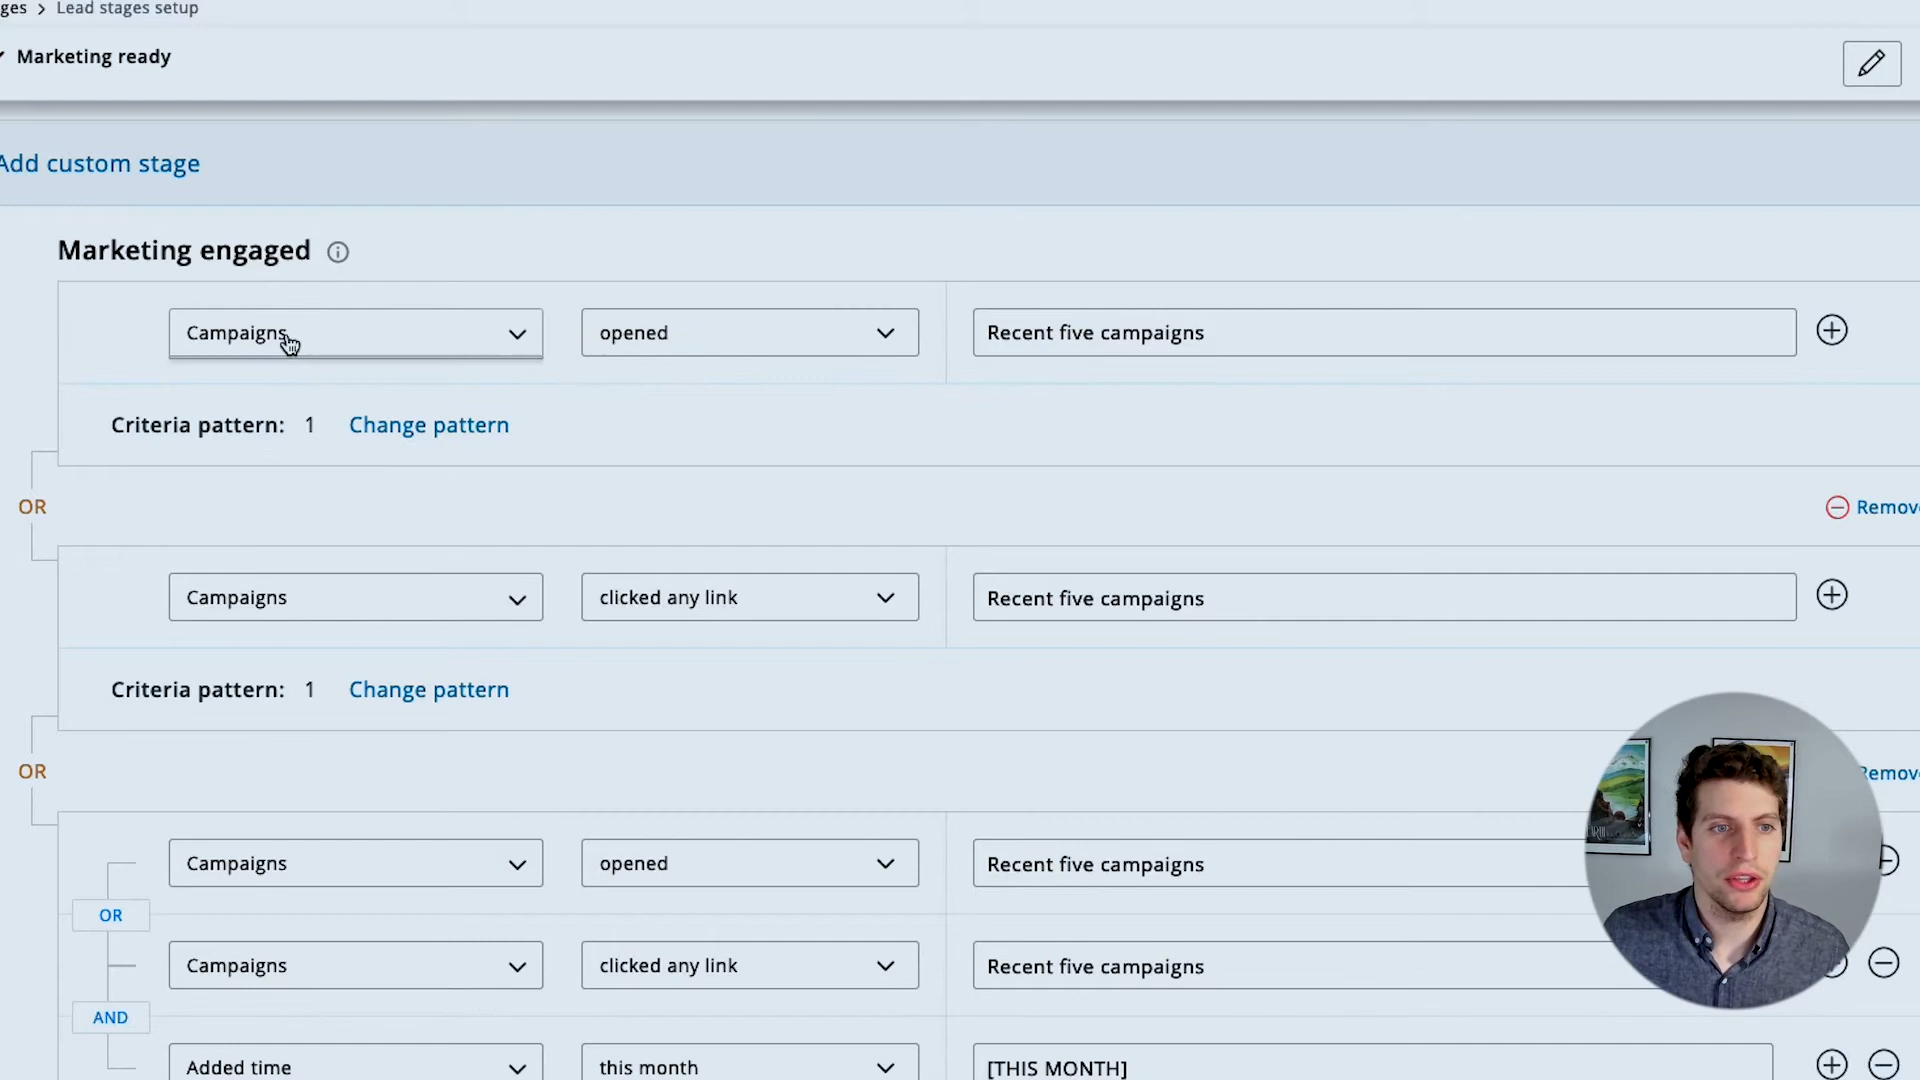 ges > Lead stages setup
Marketing ready
Add custom stage
Marketing engaged
Campaigns opened Recent five campaigns
Criteria pattern: 1 Change pattern
OR Remove
Campaigns clicked any link Recent five campaigns
Criteria pattern: 1 Change pattern
OR Remove
Campaigns opened Recent five campaigns
OR
Campaigns clicked any link Recent five campaigns
AND
Added time this month [THIS MONTH]